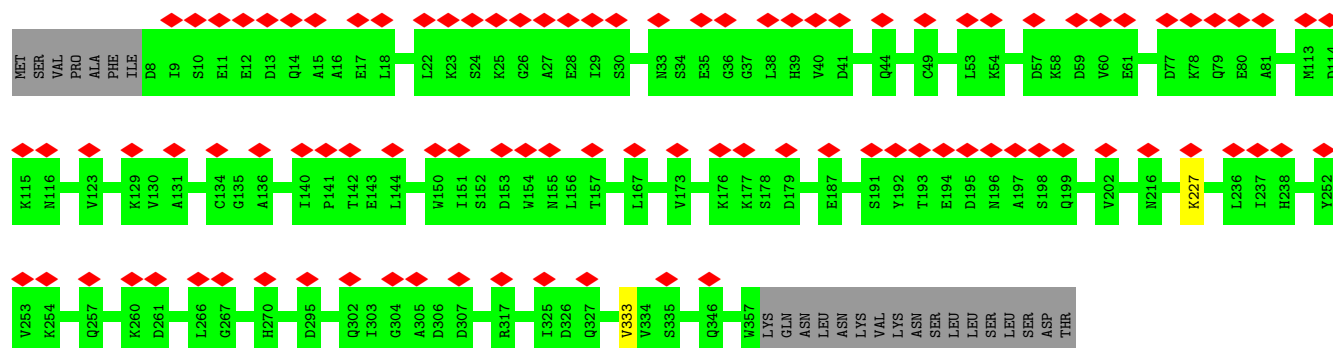 MET SER VAL PRO ALA PHE ILE D8 I9 S10 E11 E12 D13 Q14 A15 A16 E17 L18 L22 K23 S24 K25 G26 A27 E28 I29 S30 N33 S34 E35 G36 G37 L38 H39 V40 D41 Q44 C49 L53 K54 D57 K58 D59 V60 E61 D77 K78 Q79 E80 A81 M113 D114
K115 N116 V123 K129 V130 A131 C134 G135 A136 I140 P141 T142 E143 L144 W150 I151 S152 D153 W154 N155 L156 T157 L167 V173 K176 K177 S178 D179 E187 S191 Y192 T193 E194 D195 N196 A197 S198 Q199 V202 N216 K227 L236 I237 H238 Y252
V253 K254 Q257 K260 D261 L266 G267 H270 D295 Q302 I303 G304 A305 D306 D307 R317 I325 D326 Q327 V333 V334 S335 Q346 W357 LYS GLN ASN LEU ASN LYS VAL LYS ASN SER LEU LEU SER LEU SER ASP THR